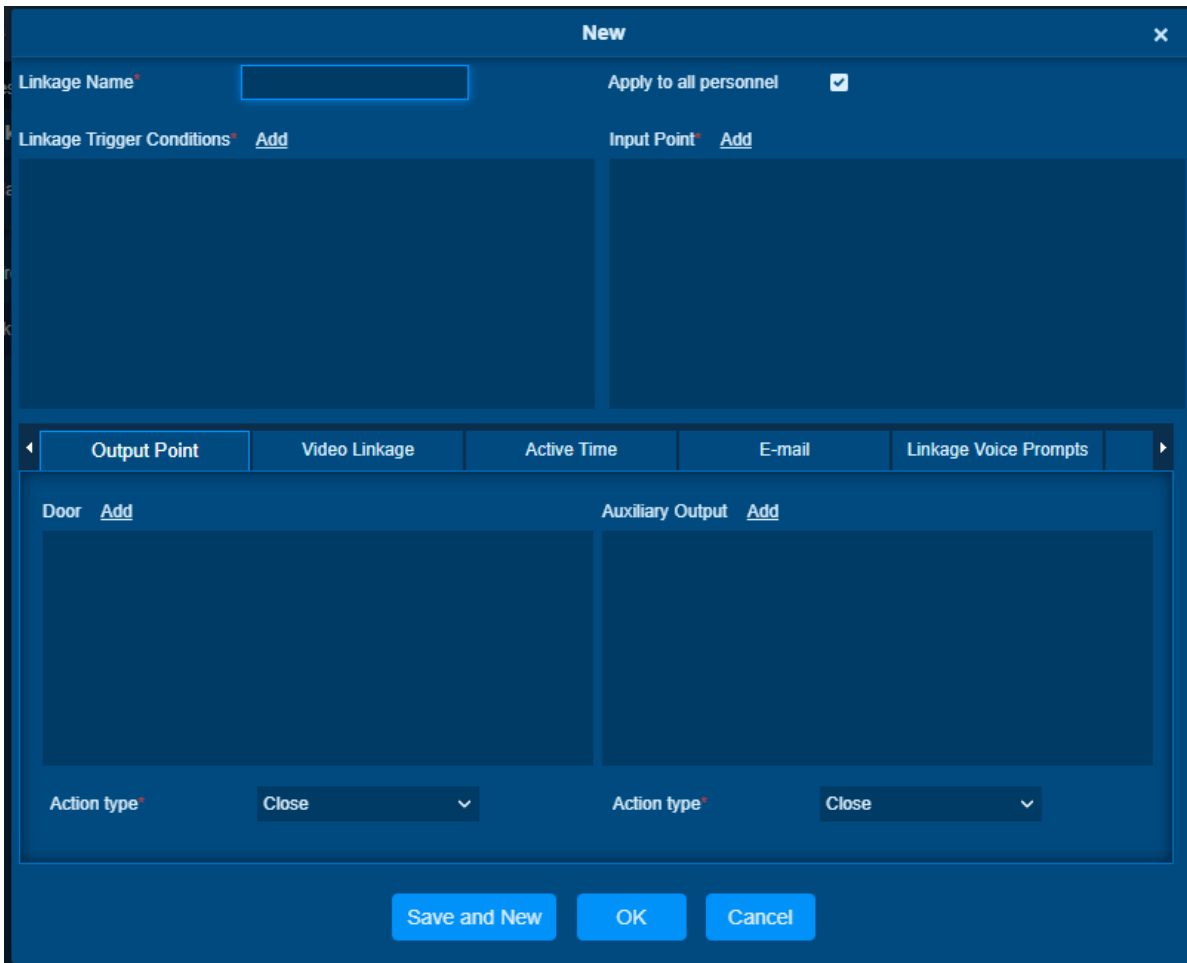 New
Linkage Name*
Apply to all personnel
Linkage Trigger Conditions* Add
Input Point* Add
Output Point
Video Linkage
Active Time
E-mail
Linkage Voice Prompts
Door Add
Auxiliary Output Add
Action type* Close
Action type* Close
Save and New
OK
Cancel